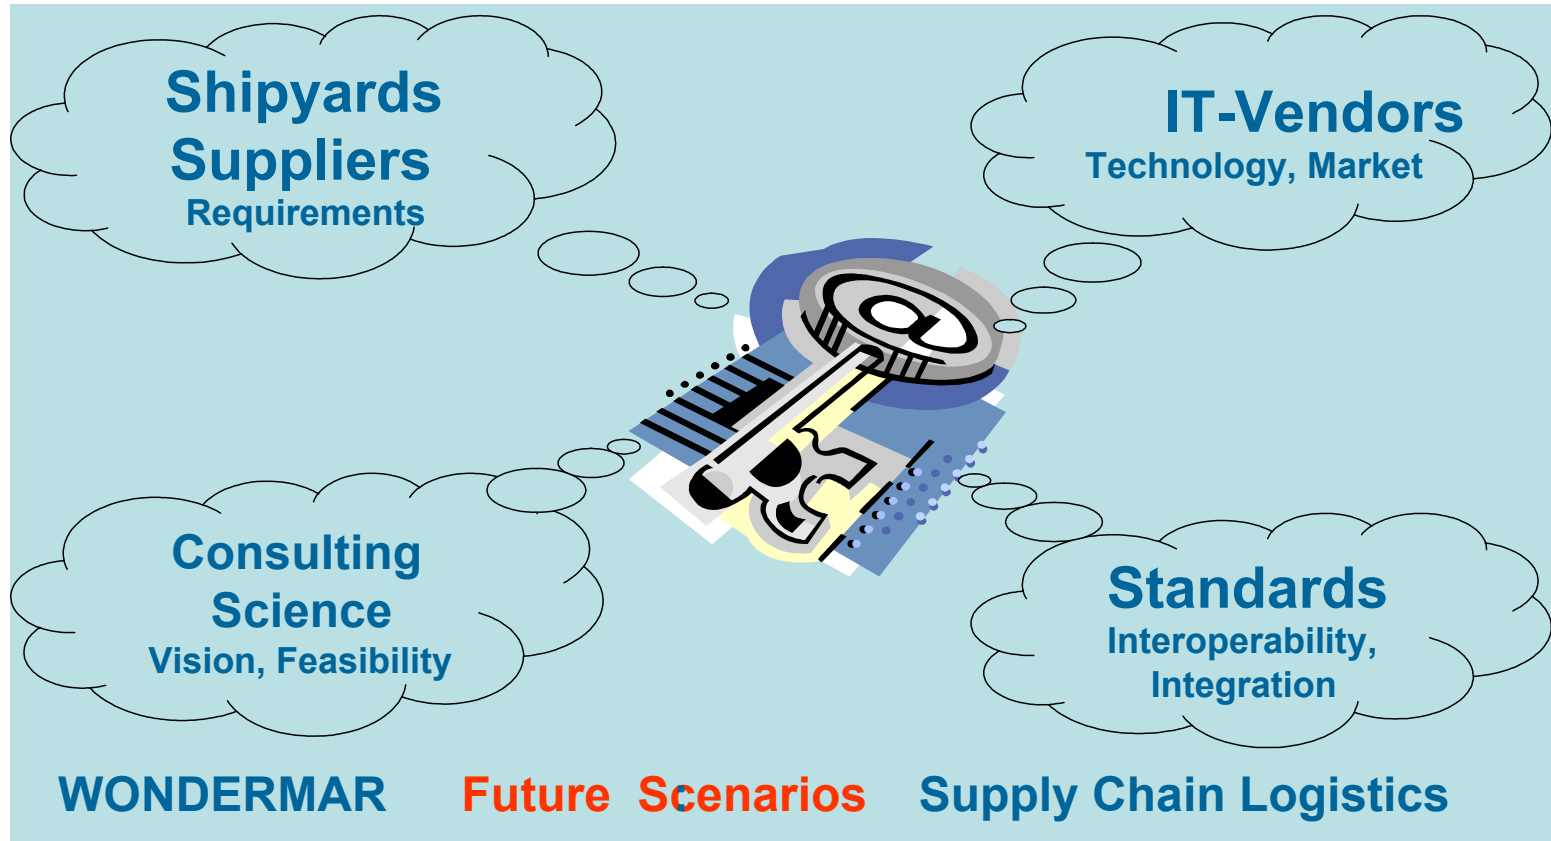 Shipyards
Suppliers
Requirements
IT-Vendors
Technology, Market
Consulting
Science
Vision, Feasibility
Standards
Interoperability,
Integration
WONDERMAR Future Scenarios Supply Chain Logistics